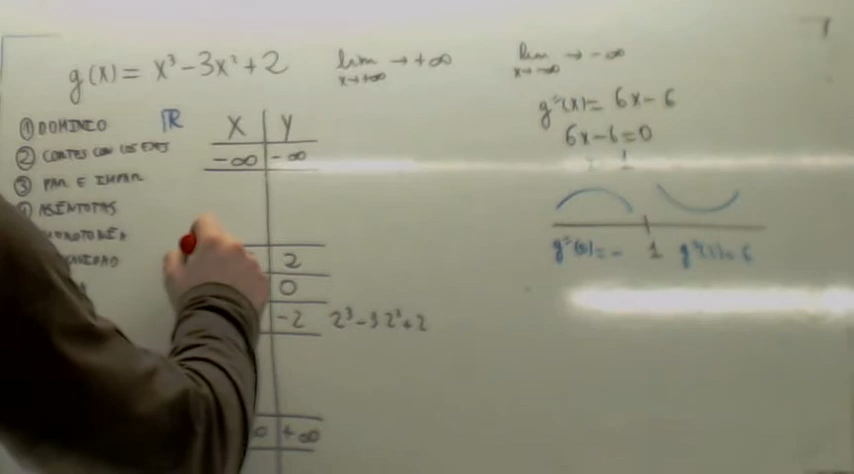 g(x) = x³ - 3x² + 2
lim x→+∞ → +∞
lim x→-∞ → -∞
① DOMINIO ℝ
② CORTES CON LOS EJES
③ PAR E IMPAR
④ ASÍNTOTAS
X Y
-∞ -∞
2
0
-2 2³-3 2²+2
+∞
g''(x) = 6x - 6
6x - 6 = 0
1
g''(0) = - 1